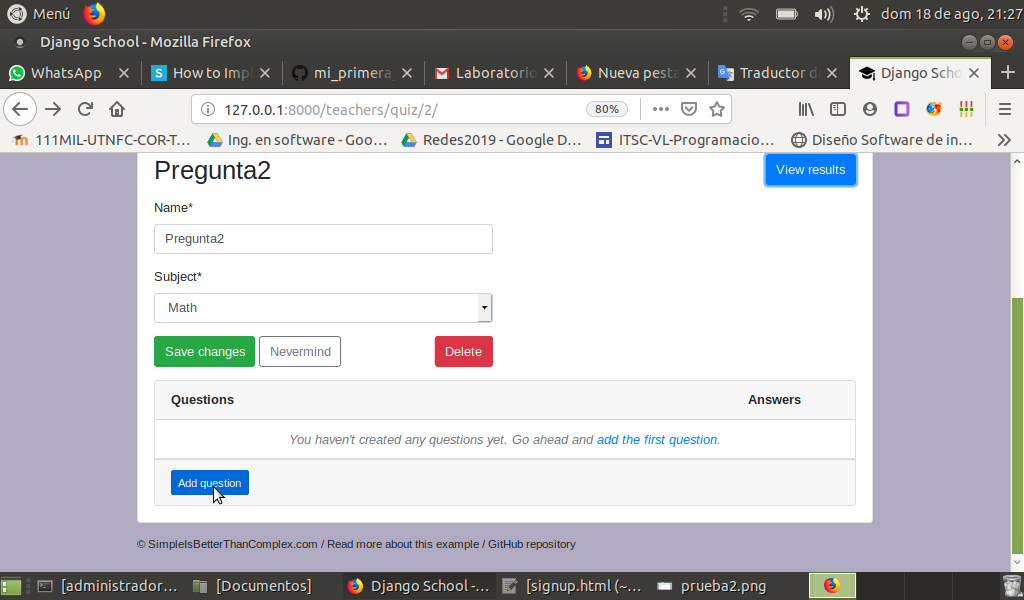 Menú dom 18 de ago, 21:27
Django School - Mozilla Firefox
WhatsApp How to Imp mi_primera Laboratorio Nueva pesta Traductor d Django Scho
127.0.0.1:8000/teachers/quiz/2/ 80%
111MIL-UTNFC-COR-T... Ing. en software - Goo... Redes2019 - Google D... ITSC-VL-Programacio... Diseño Software de in...
Pregunta2 View results
Name*
Pregunta2
Subject*
Math
Save changes Nevermind Delete
Questions Answers
You haven't created any questions yet. Go ahead and add the first question.
Add question
© SimpleIsBetterThanComplex.com / Read more about this example / GitHub repository
[administrador... [Documentos] Django School -... [signup.html (~... prueba2.png